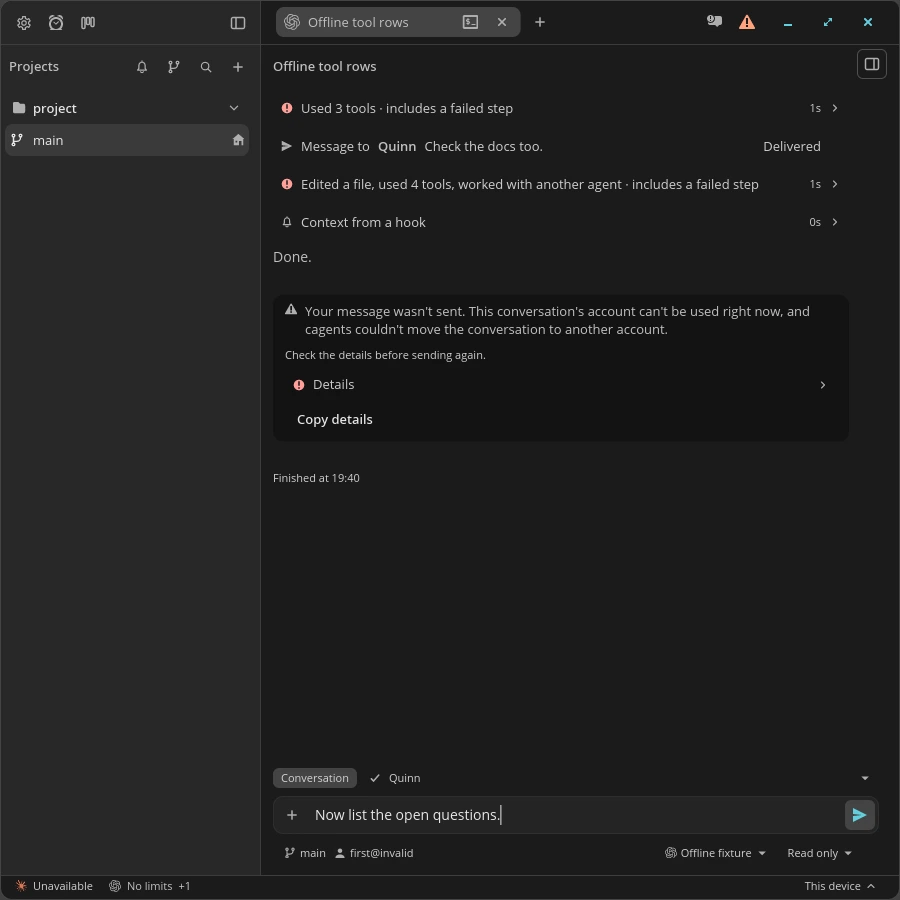 Offline tool rows
Projects
Offline tool rows
project
main
Used 3 tools · includes a failed step 1s
Message to Quinn Check the docs too. Delivered
Edited a file, used 4 tools, worked with another agent · includes a failed step 1s
Context from a hook 0s
Done.
Your message wasn't sent. This conversation's account can't be used right now, and
cagents couldn't move the conversation to another account.
Check the details before sending again.
Details
Copy details
Finished at 19:40
Conversation Quinn
Now list the open questions.
main first@invalid Offline fixture Read only
Unavailable No limits +1 This device